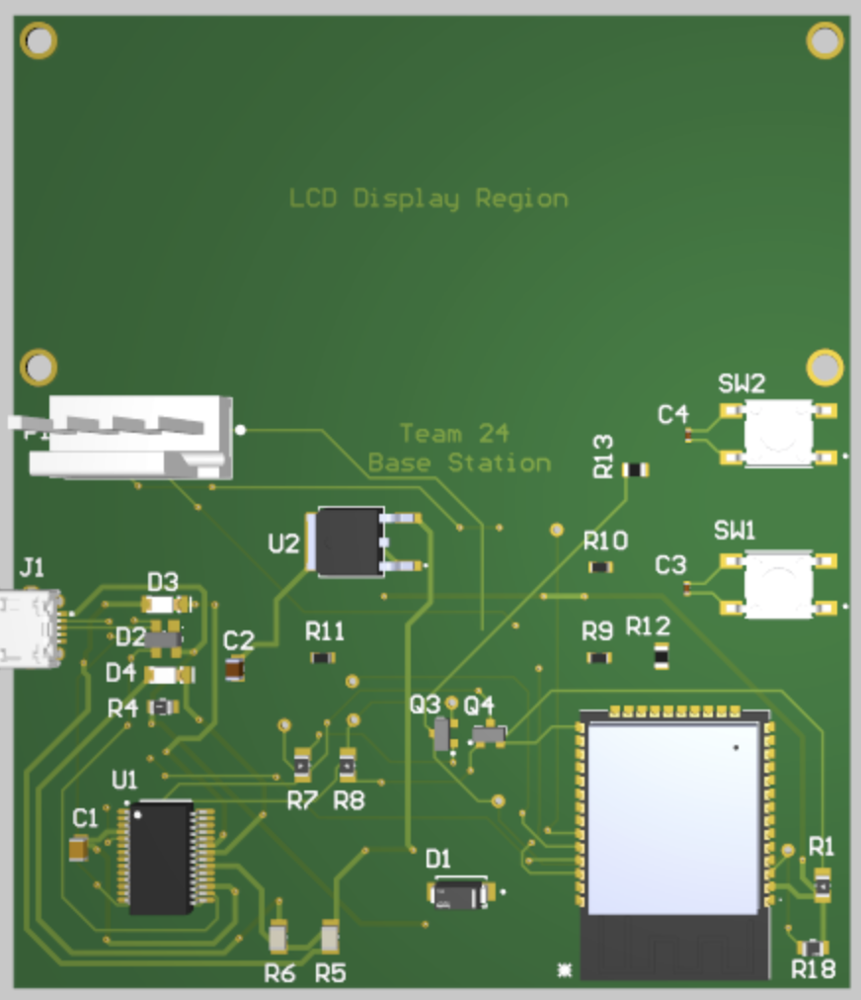 LCD Display Region
SW2
C4
Team 24
Base Station
R13
SW1
U2
R10
C3
J1
D3
D2
C2
R11
R9
R12
D4
R4
Q3
Q4
U1
R7
R8
C1
D1
R1
R6
R5
R18